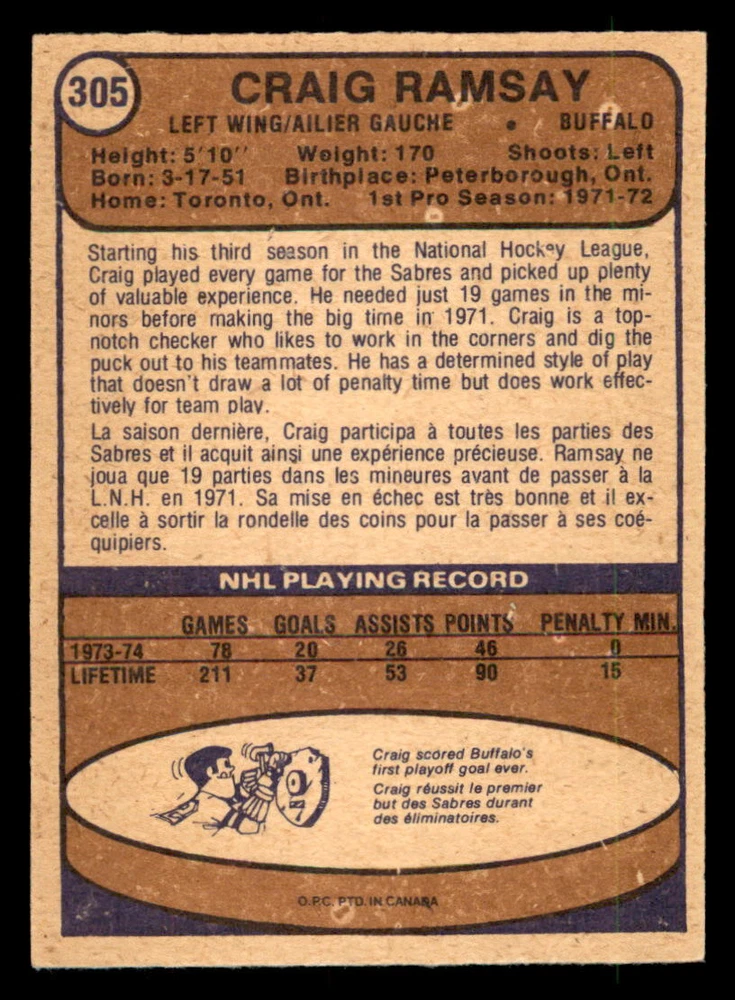 305
CRAIG RAMSAY
LEFT WING/AILIER GAUCHE • BUFFALO
Height: 5'10'' Weight: 170 Shoots: Left
Born: 3-17-51 Birthplace: Peterborough, Ont.
Home: Toronto, Ont. 1st Pro Season: 1971-72
Starting his third season in the National Hockey League,
Craig played every game for the Sabres and picked up plenty
of valuable experience. He needed just 19 games in the mi-
nors before making the big time in 1971. Craig is a top-
notch checker who likes to work in the corners and dig the
puck out to his teammates. He has a determined style of play
that doesn't draw a lot of penalty time but does work effec-
tively for team play.
La saison dernière, Craig participa à toutes les parties des
Sabres et il acquit ainsi une expérience précieuse. Ramsay ne
joua que 19 parties dans les mineures avant de passer à la
L.N.H. en 1971. Sa mise en échec est très bonne et il ex-
celle à sortir la rondelle des coins pour la passer à ses coé-
quipiers.
NHL PLAYING RECORD
GAMES GOALS ASSISTS POINTS PENALTY MIN.
1973-74 78 20 26 46 0
LIFETIME 211 37 53 90 15
Craig scored Buffalo's
first playoff goal ever.
Craig réussit le premier
but des Sabres durant
des éliminatoires.
O.P.C. PTD. IN CANADA